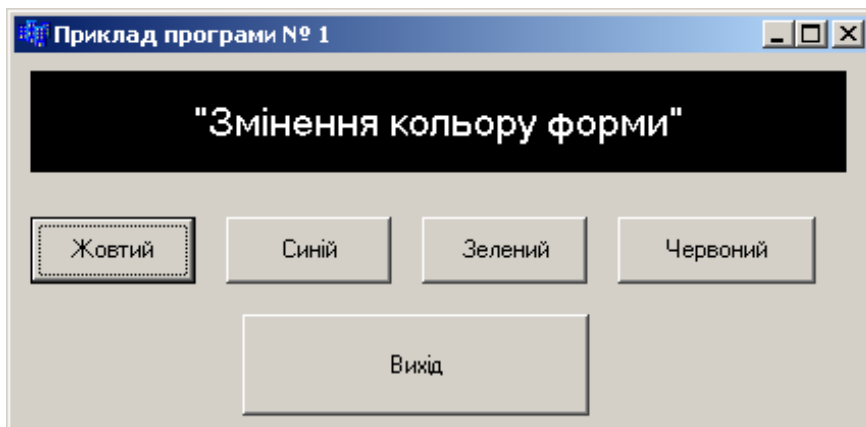 Приклад програми № 1
"Змінення кольору форми"
Жовтий Синій Зелений Червоний
Вихід